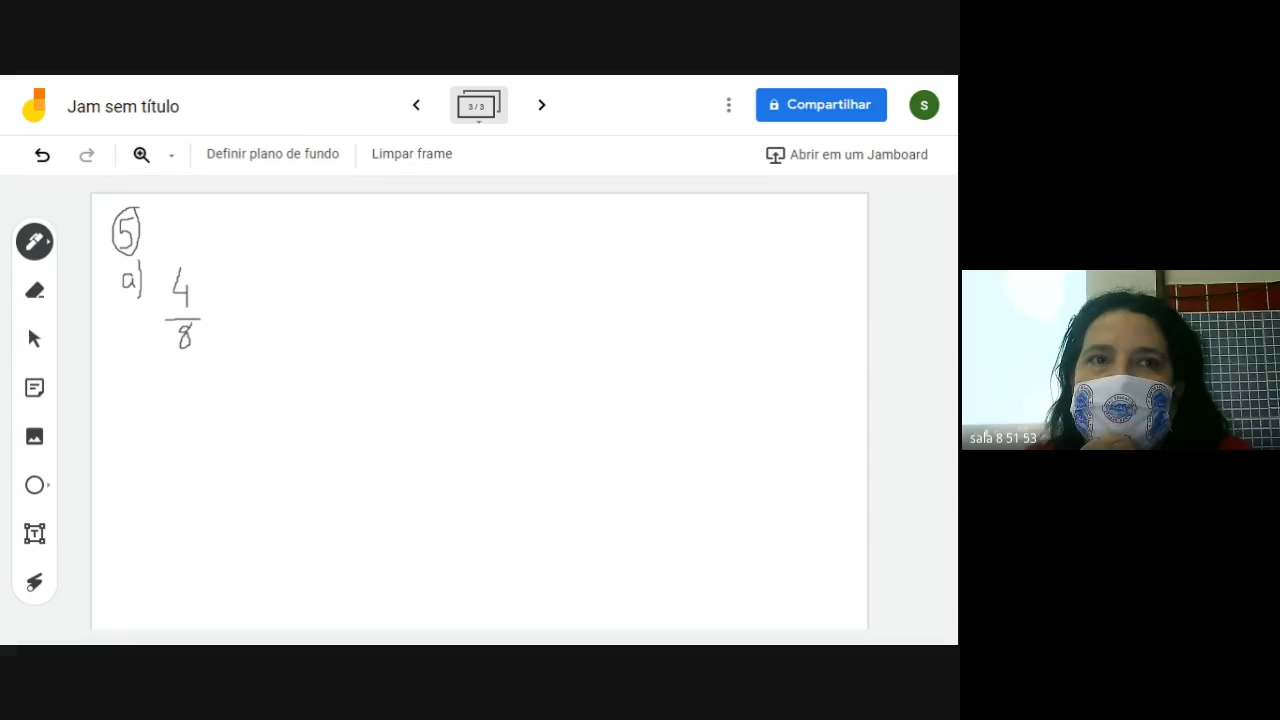 Jam sem título
3 / 3
Compartilhar
S
Definir plano de fundo
Limpar frame
Abrir em um Jamboard
5
a) 4
8
T
sala 8 51 53